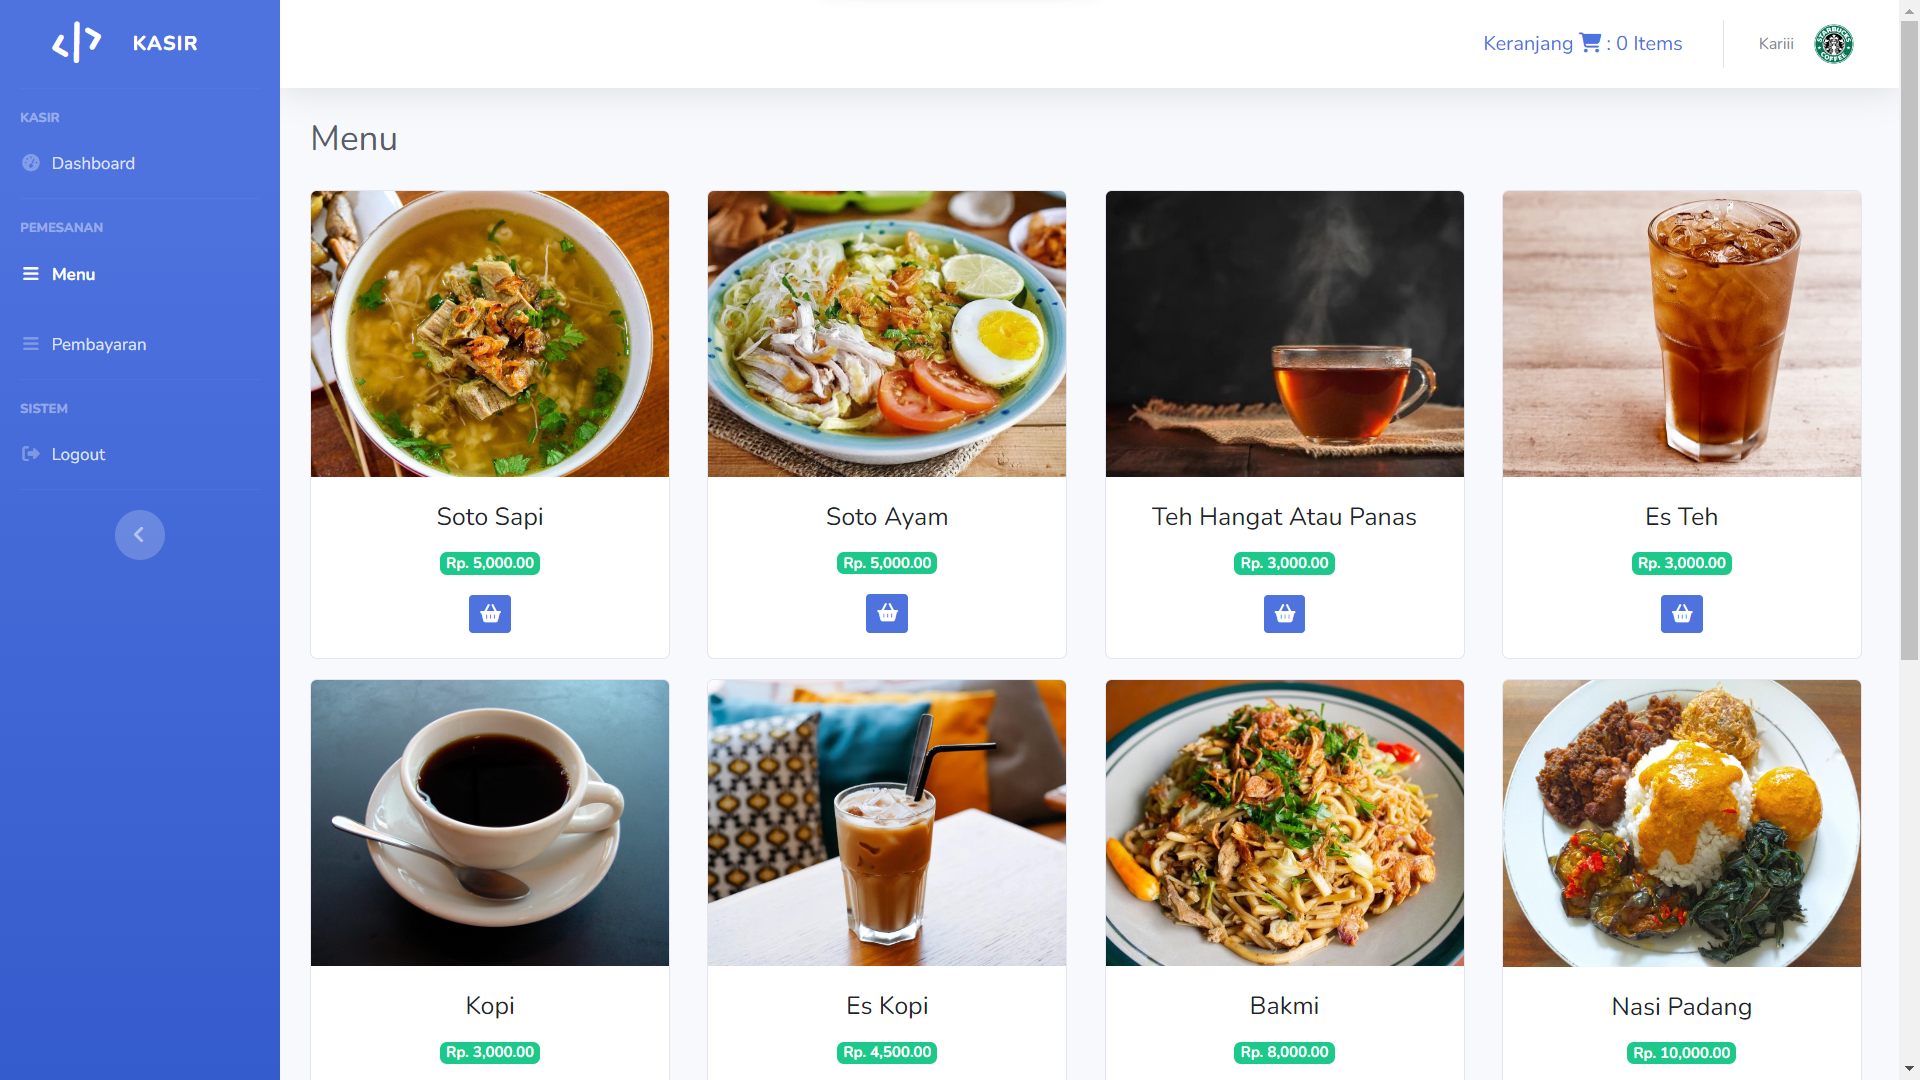 KASIR
KASIR
Dashboard
PEMESANAN
Menu
Pembayaran
SISTEM
Logout
Keranjang : 0 Items
Kariii
STARBUCKS COFFEE
Menu
Soto Sapi
Rp. 5,000.00
Soto Ayam
Rp. 5,000.00
Teh Hangat Atau Panas
Rp. 3,000.00
Es Teh
Rp. 3,000.00
Kopi
Rp. 3,000.00
Es Kopi
Rp. 4,500.00
Bakmi
Rp. 8,000.00
Nasi Padang
Rp. 10,000.00